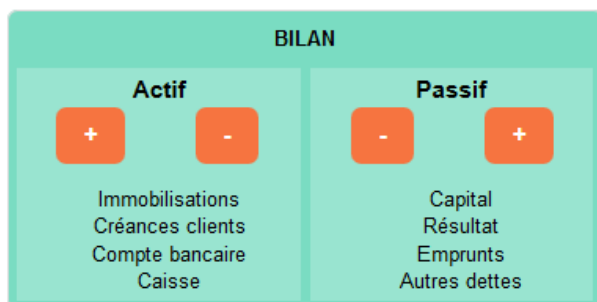 BILAN
Actif
+ -
Immobilisations
Créances clients
Compte bancaire
Caisse
Passif
- +
Capital
Résultat
Emprunts
Autres dettes